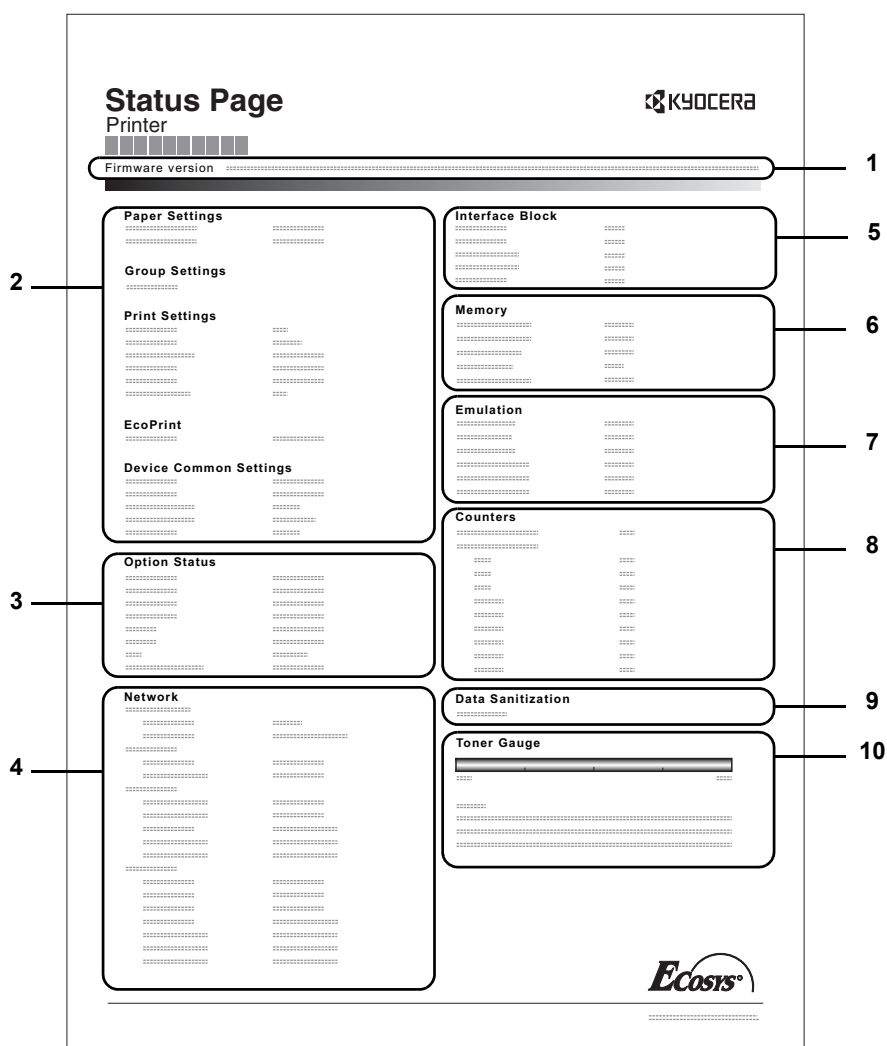 Status Page
KYOCERA
Printer
Firmware version
1
Paper Settings
Group Settings
Print Settings
EcoPrint
Device Common Settings
2
Option Status
3
Network
4
Interface Block
5
Memory
6
Emulation
7
Counters
8
Data Sanitization
9
Toner Gauge
10
ECOSYS